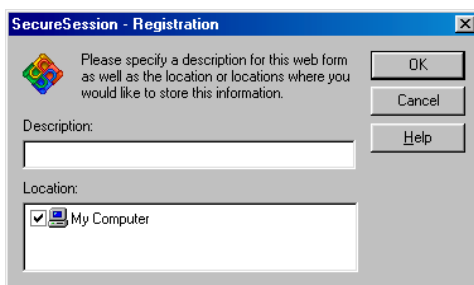 SecureSession - Registration
Please specify a description for this web form
as well as the location or locations where you
would like to store this information.
OK
Cancel
Help
Description:
Location:
My Computer